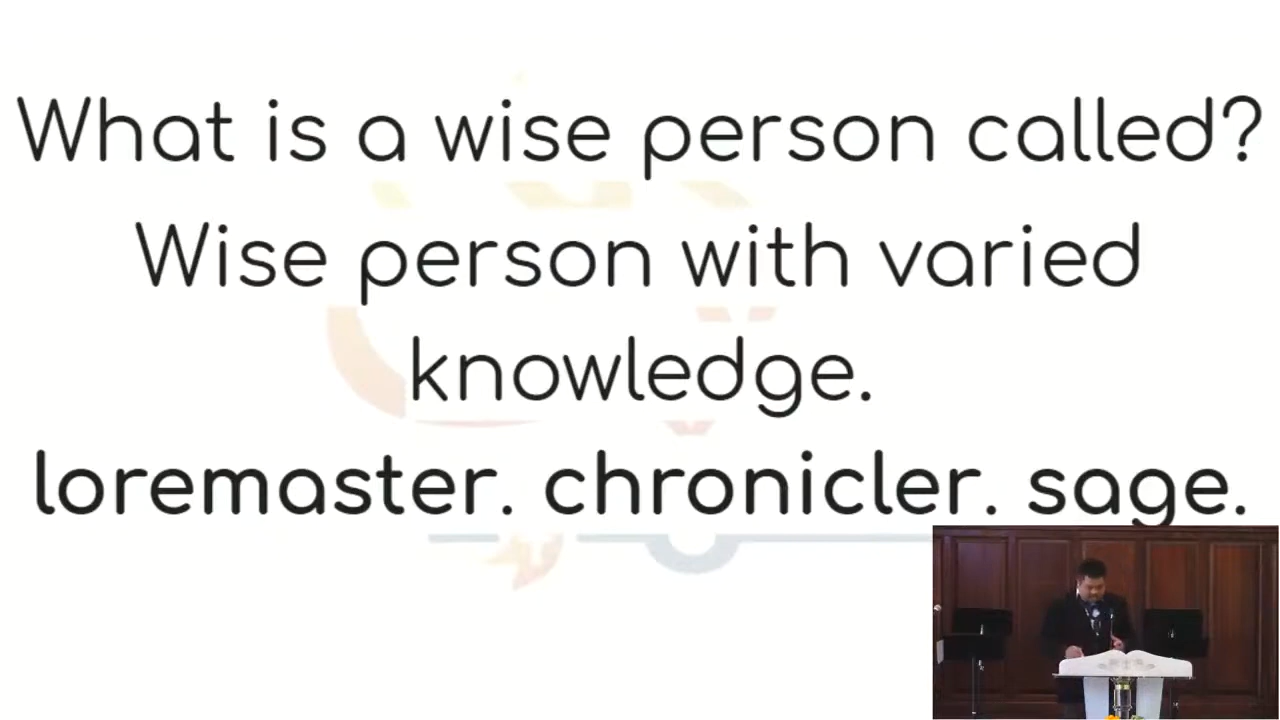 What is a wise person called?
Wise person with varied
knowledge.
loremaster. chronicler. sage.